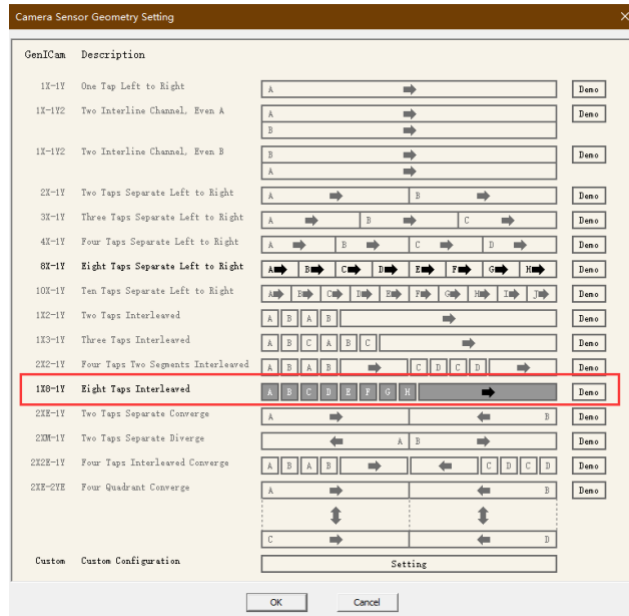 Camera Sensor Geometry Setting
GenICam Description
1X-1Y One Tap Left to Right A Demo
1X-1Y2 Two Interline Channel, Even A A Demo
B
1X-1Y2 Two Interline Channel, Even B B Demo
A
2X-1Y Two Taps Separate Left to Right A B Demo
3X-1Y Three Taps Separate Left to Right A B C Demo
4X-1Y Four Taps Separate Left to Right A B C D Demo
8X-1Y Eight Taps Separate Left to Right A B C D E F G H Demo
10X-1Y Ten Taps Separate Left to Right A B C D E F G H I J Demo
1X2-1Y Two Taps Interleaved A B A B Demo
1X3-1Y Three Taps Interleaved A B C A B C Demo
2X2-1Y Four Taps Two Segments Interleaved A B A B C D C D Demo
1X8-1Y Eight Taps Interleaved A B C D E F G H Demo
2XE-1Y Two Taps Separate Converge A B Demo
2XM-1Y Two Taps Separate Diverge A B Demo
2X2E-1Y Four Taps Interleaved Converge A B A B C D C D Demo
2XE-2YE Four Quadrant Converge A B Demo
C D
Custom Custom Configuration Setting
OK Cancel